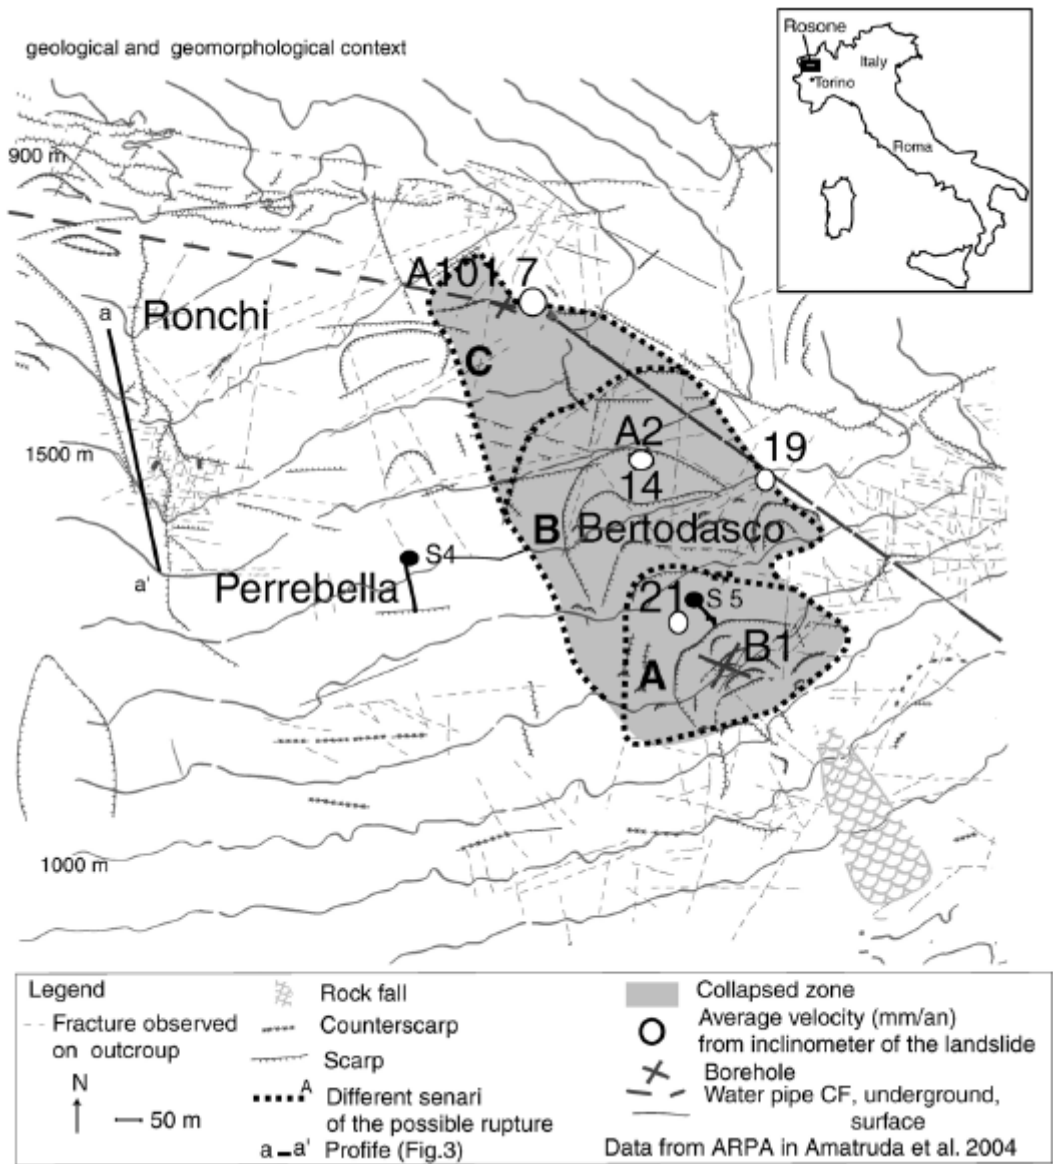 geological and geomorphological context
Rosone
Italy
Torino
Roma
900 m
A101 7
a
Ronchi
C
A2
19
1500 m
14
B Bertodasco
S4
a'
Perrebella
21
S 5
B1
A
1000 m
Legend
Fracture observed
on outcroup
N
50 m
Rock fall
Counterscarp
Scarp
A
Different senari
of the possible rupture
a a' Profife (Fig.3)
Collapsed zone
Average velocity (mm/an)
from inclinometer of the landslide
Borehole
Water pipe CF, underground,
surface
Data from ARPA in Amatruda et al. 2004